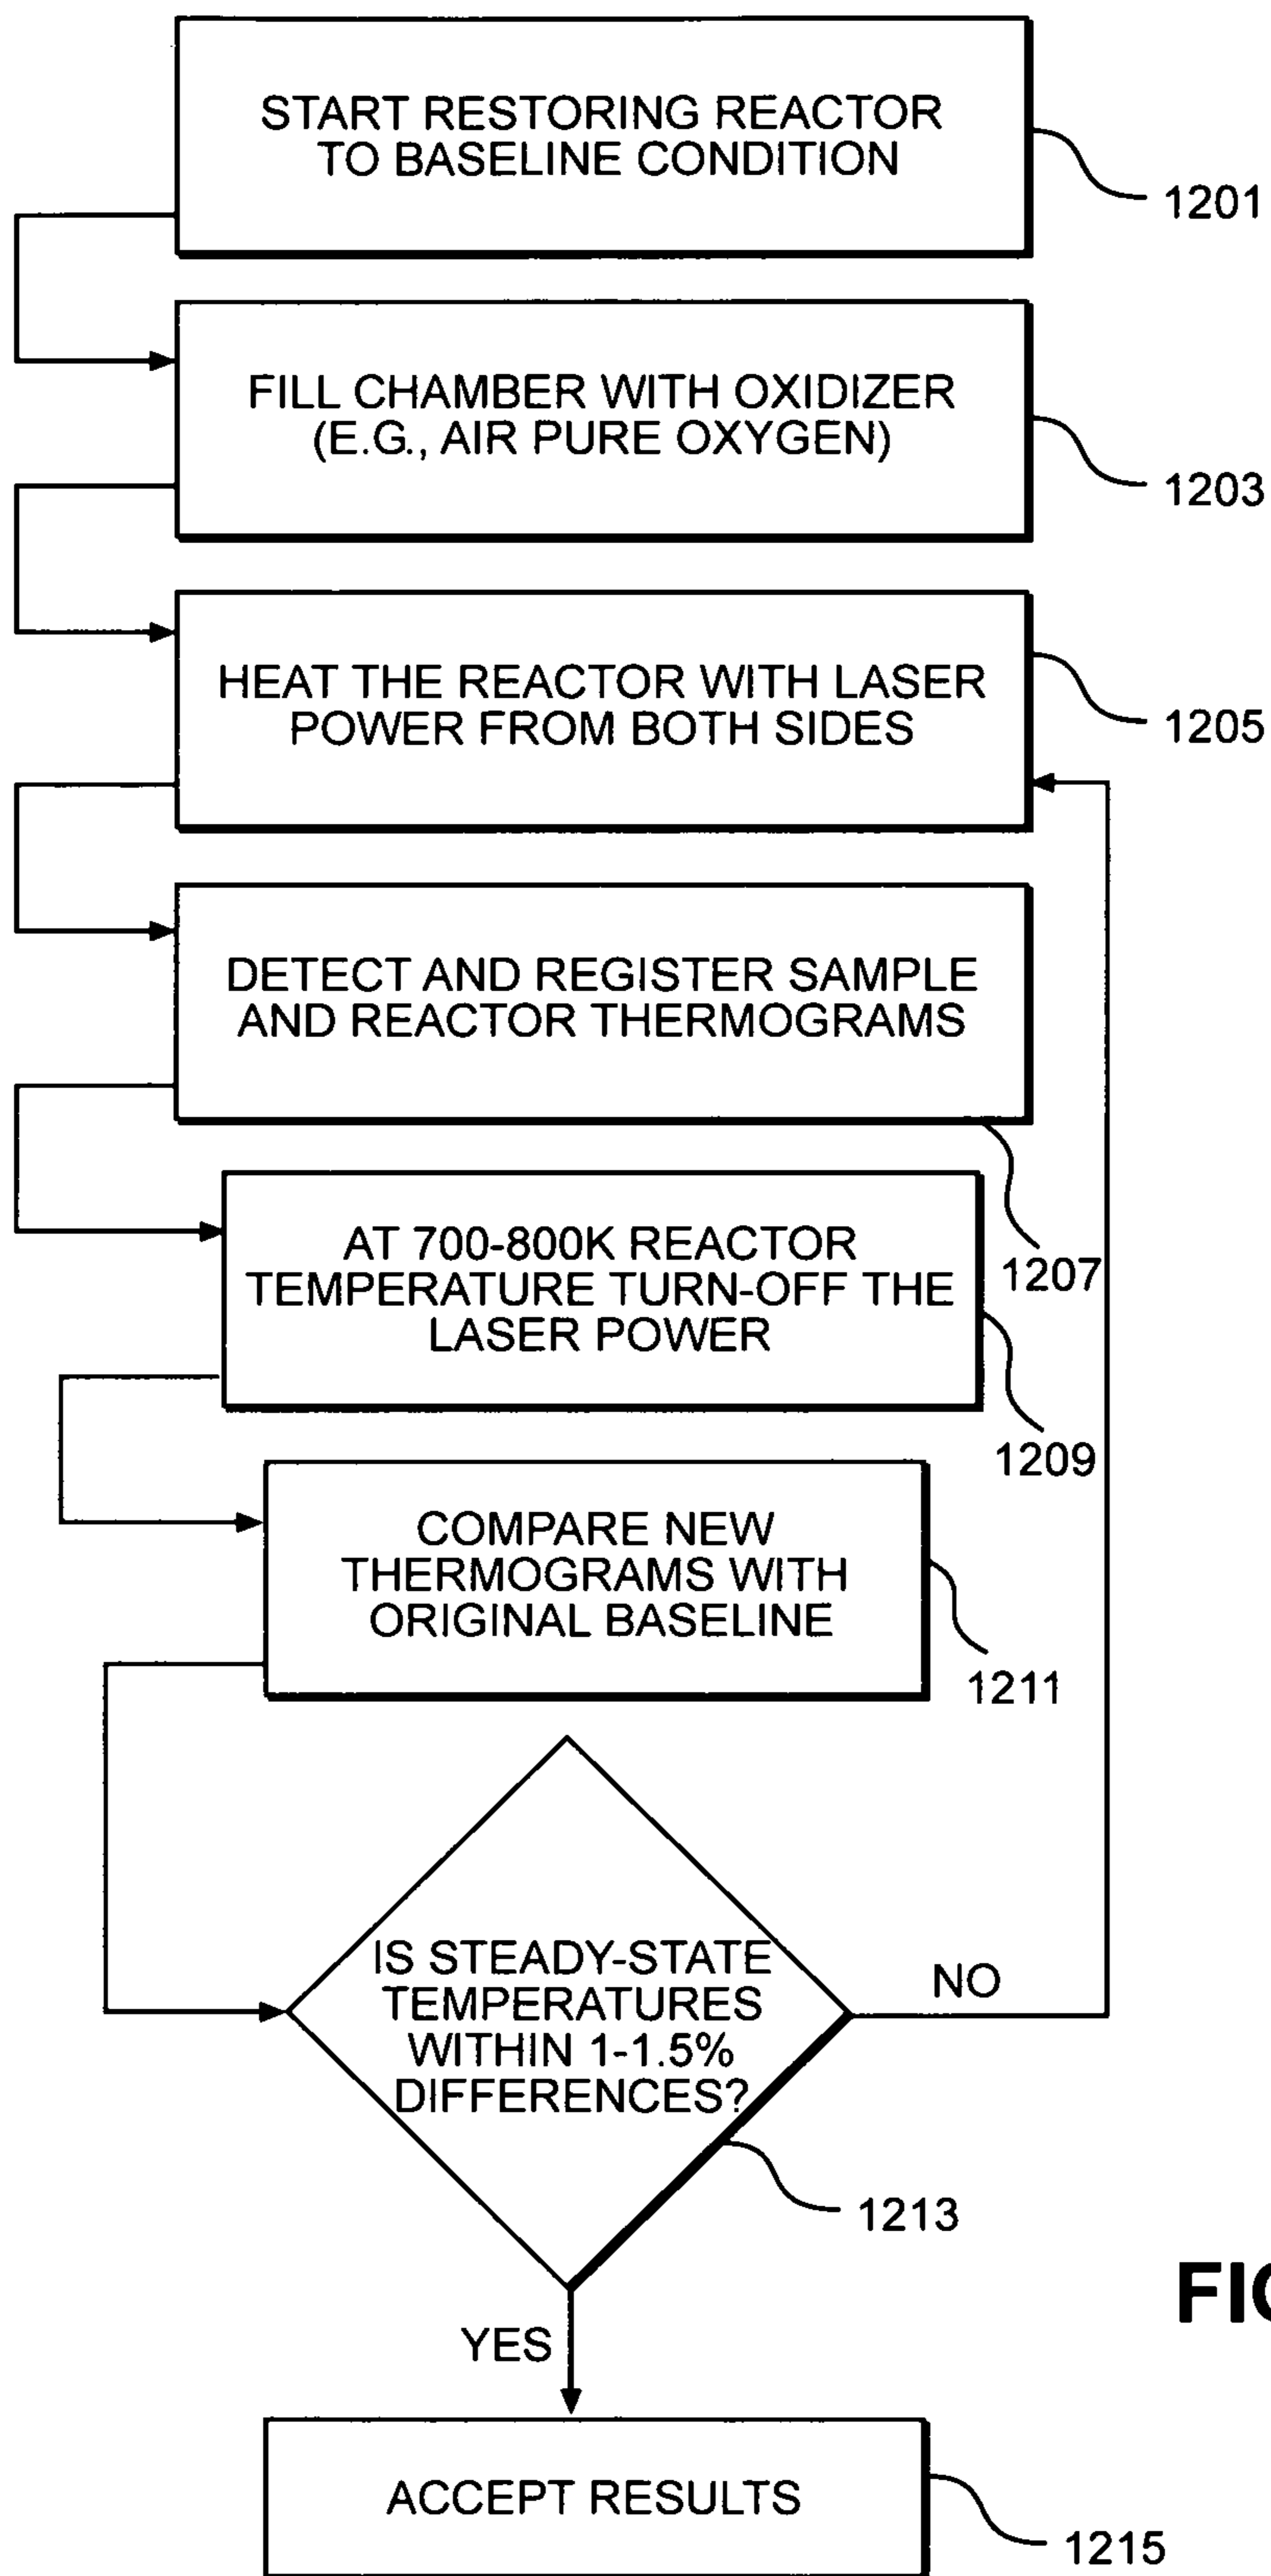 START RESTORING REACTOR
TO BASELINE CONDITION
1201
FILL CHAMBER WITH OXIDIZER
(E.G., AIR PURE OXYGEN)
1203
HEAT THE REACTOR WITH LASER
POWER FROM BOTH SIDES
1205
DETECT AND REGISTER SAMPLE
AND REACTOR THERMOGRAMS
1207
AT 700-800K REACTOR
TEMPERATURE TURN-OFF THE
LASER POWER
1209
COMPARE NEW
THERMOGRAMS WITH
ORIGINAL BASELINE
1211
IS STEADY-STATE
TEMPERATURES
WITHIN 1-1.5%
DIFFERENCES?
NO
1213
YES
ACCEPT RESULTS
1215